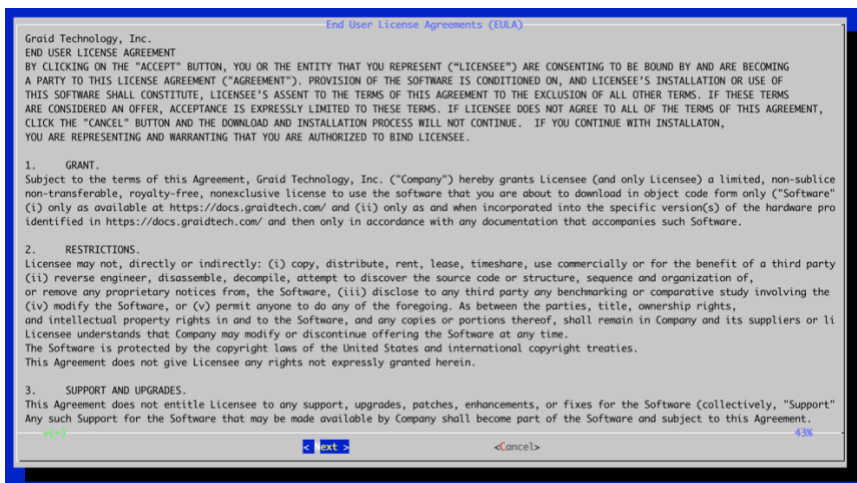 End User License Agreements (EULA)
Graid Technology, Inc.
END USER LICENSE AGREEMENT
BY CLICKING ON THE "ACCEPT" BUTTON, YOU OR THE ENTITY THAT YOU REPRESENT (“LICENSEE”) ARE CONSENTING TO BE BOUND BY AND ARE BECOMING
A PARTY TO THIS LICENSE AGREEMENT ("AGREEMENT"). PROVISION OF THE SOFTWARE IS CONDITIONED ON, AND LICENSEE’S INSTALLATION OR USE OF
THIS SOFTWARE SHALL CONSTITUTE, LICENSEE’S ASSENT TO THE TERMS OF THIS AGREEMENT TO THE EXCLUSION OF ALL OTHER TERMS. IF THESE TERMS
ARE CONSIDERED AN OFFER, ACCEPTANCE IS EXPRESSLY LIMITED TO THESE TERMS. IF LICENSEE DOES NOT AGREE TO ALL OF THE TERMS OF THIS AGREEMENT,
CLICK THE "CANCEL" BUTTON AND THE DOWNLOAD AND INSTALLATION PROCESS WILL NOT CONTINUE.  IF YOU CONTINUE WITH INSTALLATON,
YOU ARE REPRESENTING AND WARRANTING THAT YOU ARE AUTHORIZED TO BIND LICENSEE.
1. GRANT.
Subject to the terms of this Agreement, Graid Technology, Inc. ("Company") hereby grants Licensee (and only Licensee) a limited, non-sublice
non-transferable, royalty-free, nonexclusive license to use the software that you are about to download in object code form only ("Software"
(i) only as available at https://docs.graidtech.com/ and (ii) only as and when incorporated into the specific version(s) of the hardware pro
identified in https://docs.graidtech.com/ and then only in accordance with any documentation that accompanies such Software.
2. RESTRICTIONS.
Licensee may not, directly or indirectly: (i) copy, distribute, rent, lease, timeshare, use commercially or for the benefit of a third party
(ii) reverse engineer, disassemble, decompile, attempt to discover the source code or structure, sequence and organization of,
or remove any proprietary notices from, the Software, (iii) disclose to any third party any benchmarking or comparative study involving the
(iv) modify the Software, or (v) permit anyone to do any of the foregoing. As between the parties, title, ownership rights,
and intellectual property rights in and to the Software, and any copies or portions thereof, shall remain in Company and its suppliers or li
Licensee understands that Company may modify or discontinue offering the Software at any time.
The Software is protected by the copyright laws of the United States and international copyright treaties.
This Agreement does not give Licensee any rights not expressly granted herein.
3. SUPPORT AND UPGRADES.
This Agreement does not entitle Licensee to any support, upgrades, patches, enhancements, or fixes for the Software (collectively, "Support"
Any such Support for the Software that may be made available by Company shall become part of the Software and subject to this Agreement.
v(+) 43%
< Next > <Cancel>